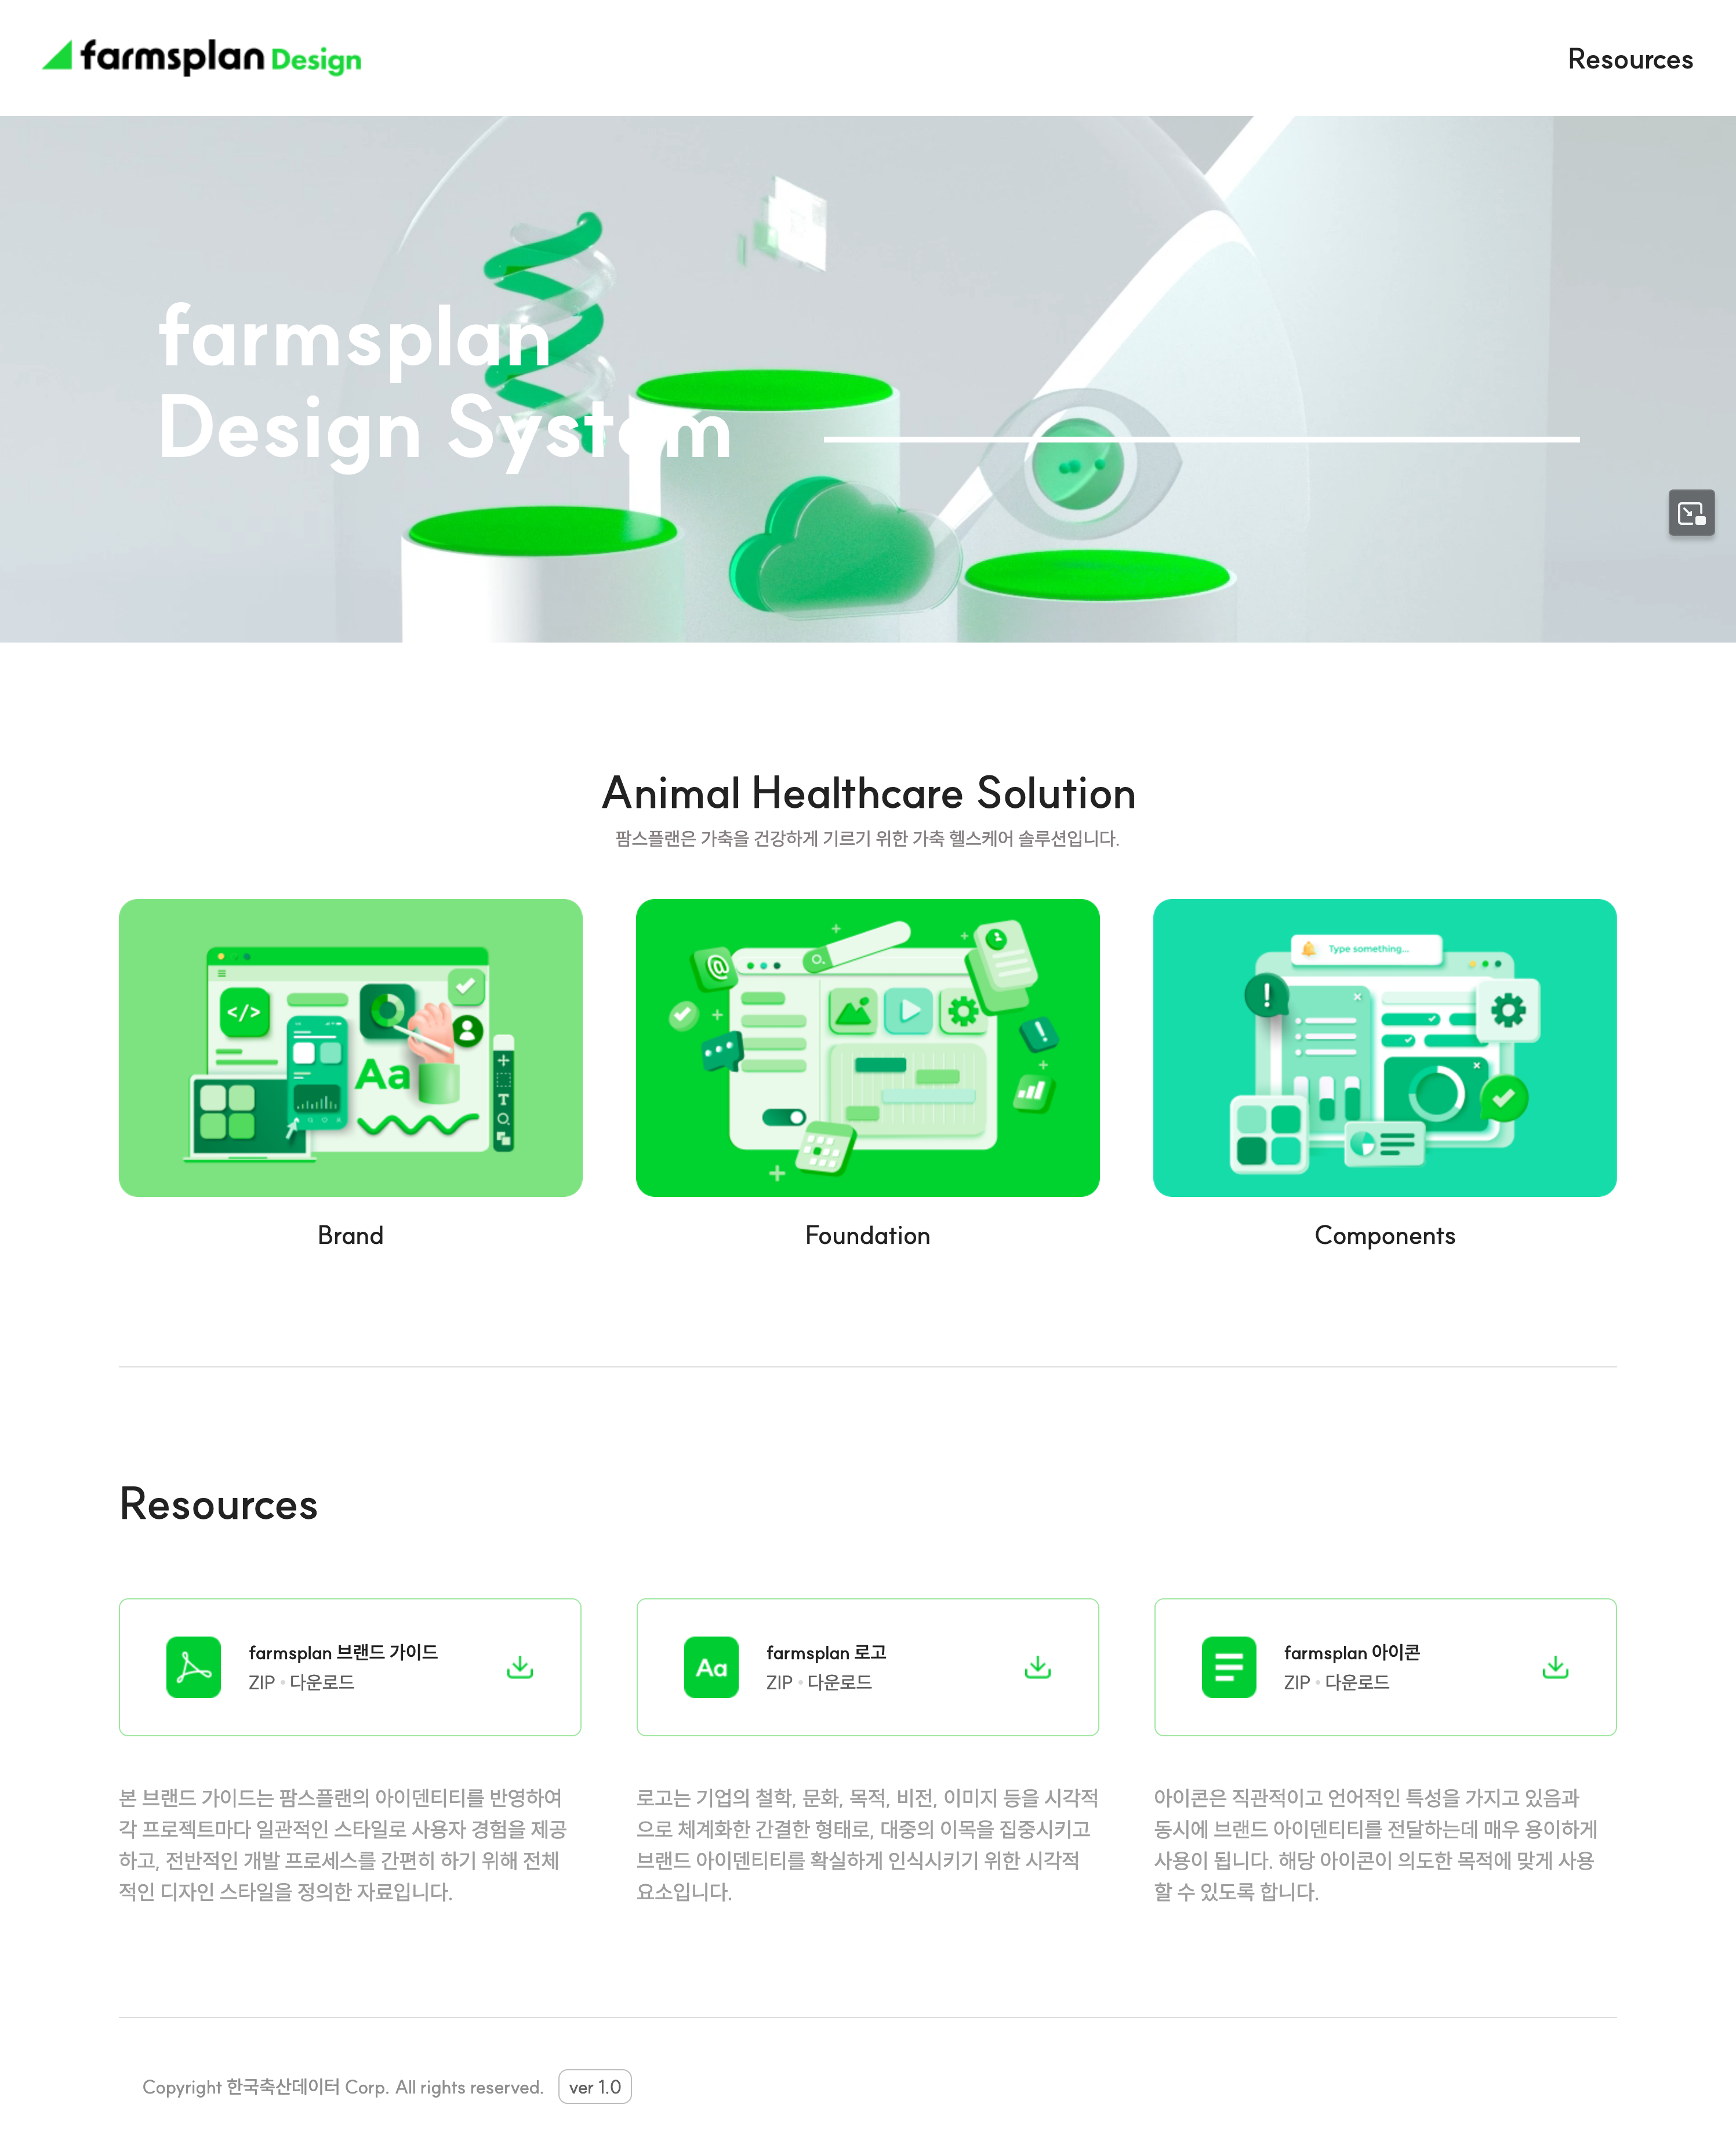 farmsplan Design
Resources
farmsplan
Design System
Animal Healthcare Solution
팜스플랜은 가축을 건강하게 기르기 위한 가축 헬스케어 솔루션입니다.
</>
Aa
T
@
Type something...
Brand
Foundation
Components
Resources
farmsplan 브랜드 가이드
ZIP • 다운로드
Aa
farmsplan 로고
ZIP • 다운로드
farmsplan 아이콘
ZIP • 다운로드
본 브랜드 가이드는 팜스플랜의 아이덴티티를 반영하여
각 프로젝트마다 일관적인 스타일로 사용자 경험을 제공
하고, 전반적인 개발 프로세스를 간편히 하기 위해 전체
적인 디자인 스타일을 정의한 자료입니다.
로고는 기업의 철학, 문화, 목적, 비전, 이미지 등을 시각적
으로 체계화한 간결한 형태로, 대중의 이목을 집중시키고
브랜드 아이덴티티를 확실하게 인식시키기 위한 시각적
요소입니다.
아이콘은 직관적이고 언어적인 특성을 가지고 있음과
동시에 브랜드 아이덴티티를 전달하는데 매우 용이하게
사용이 됩니다. 해당 아이콘이 의도한 목적에 맞게 사용
할 수 있도록 합니다.
Copyright 한국축산데이터 Corp. All rights reserved.
ver 1.0